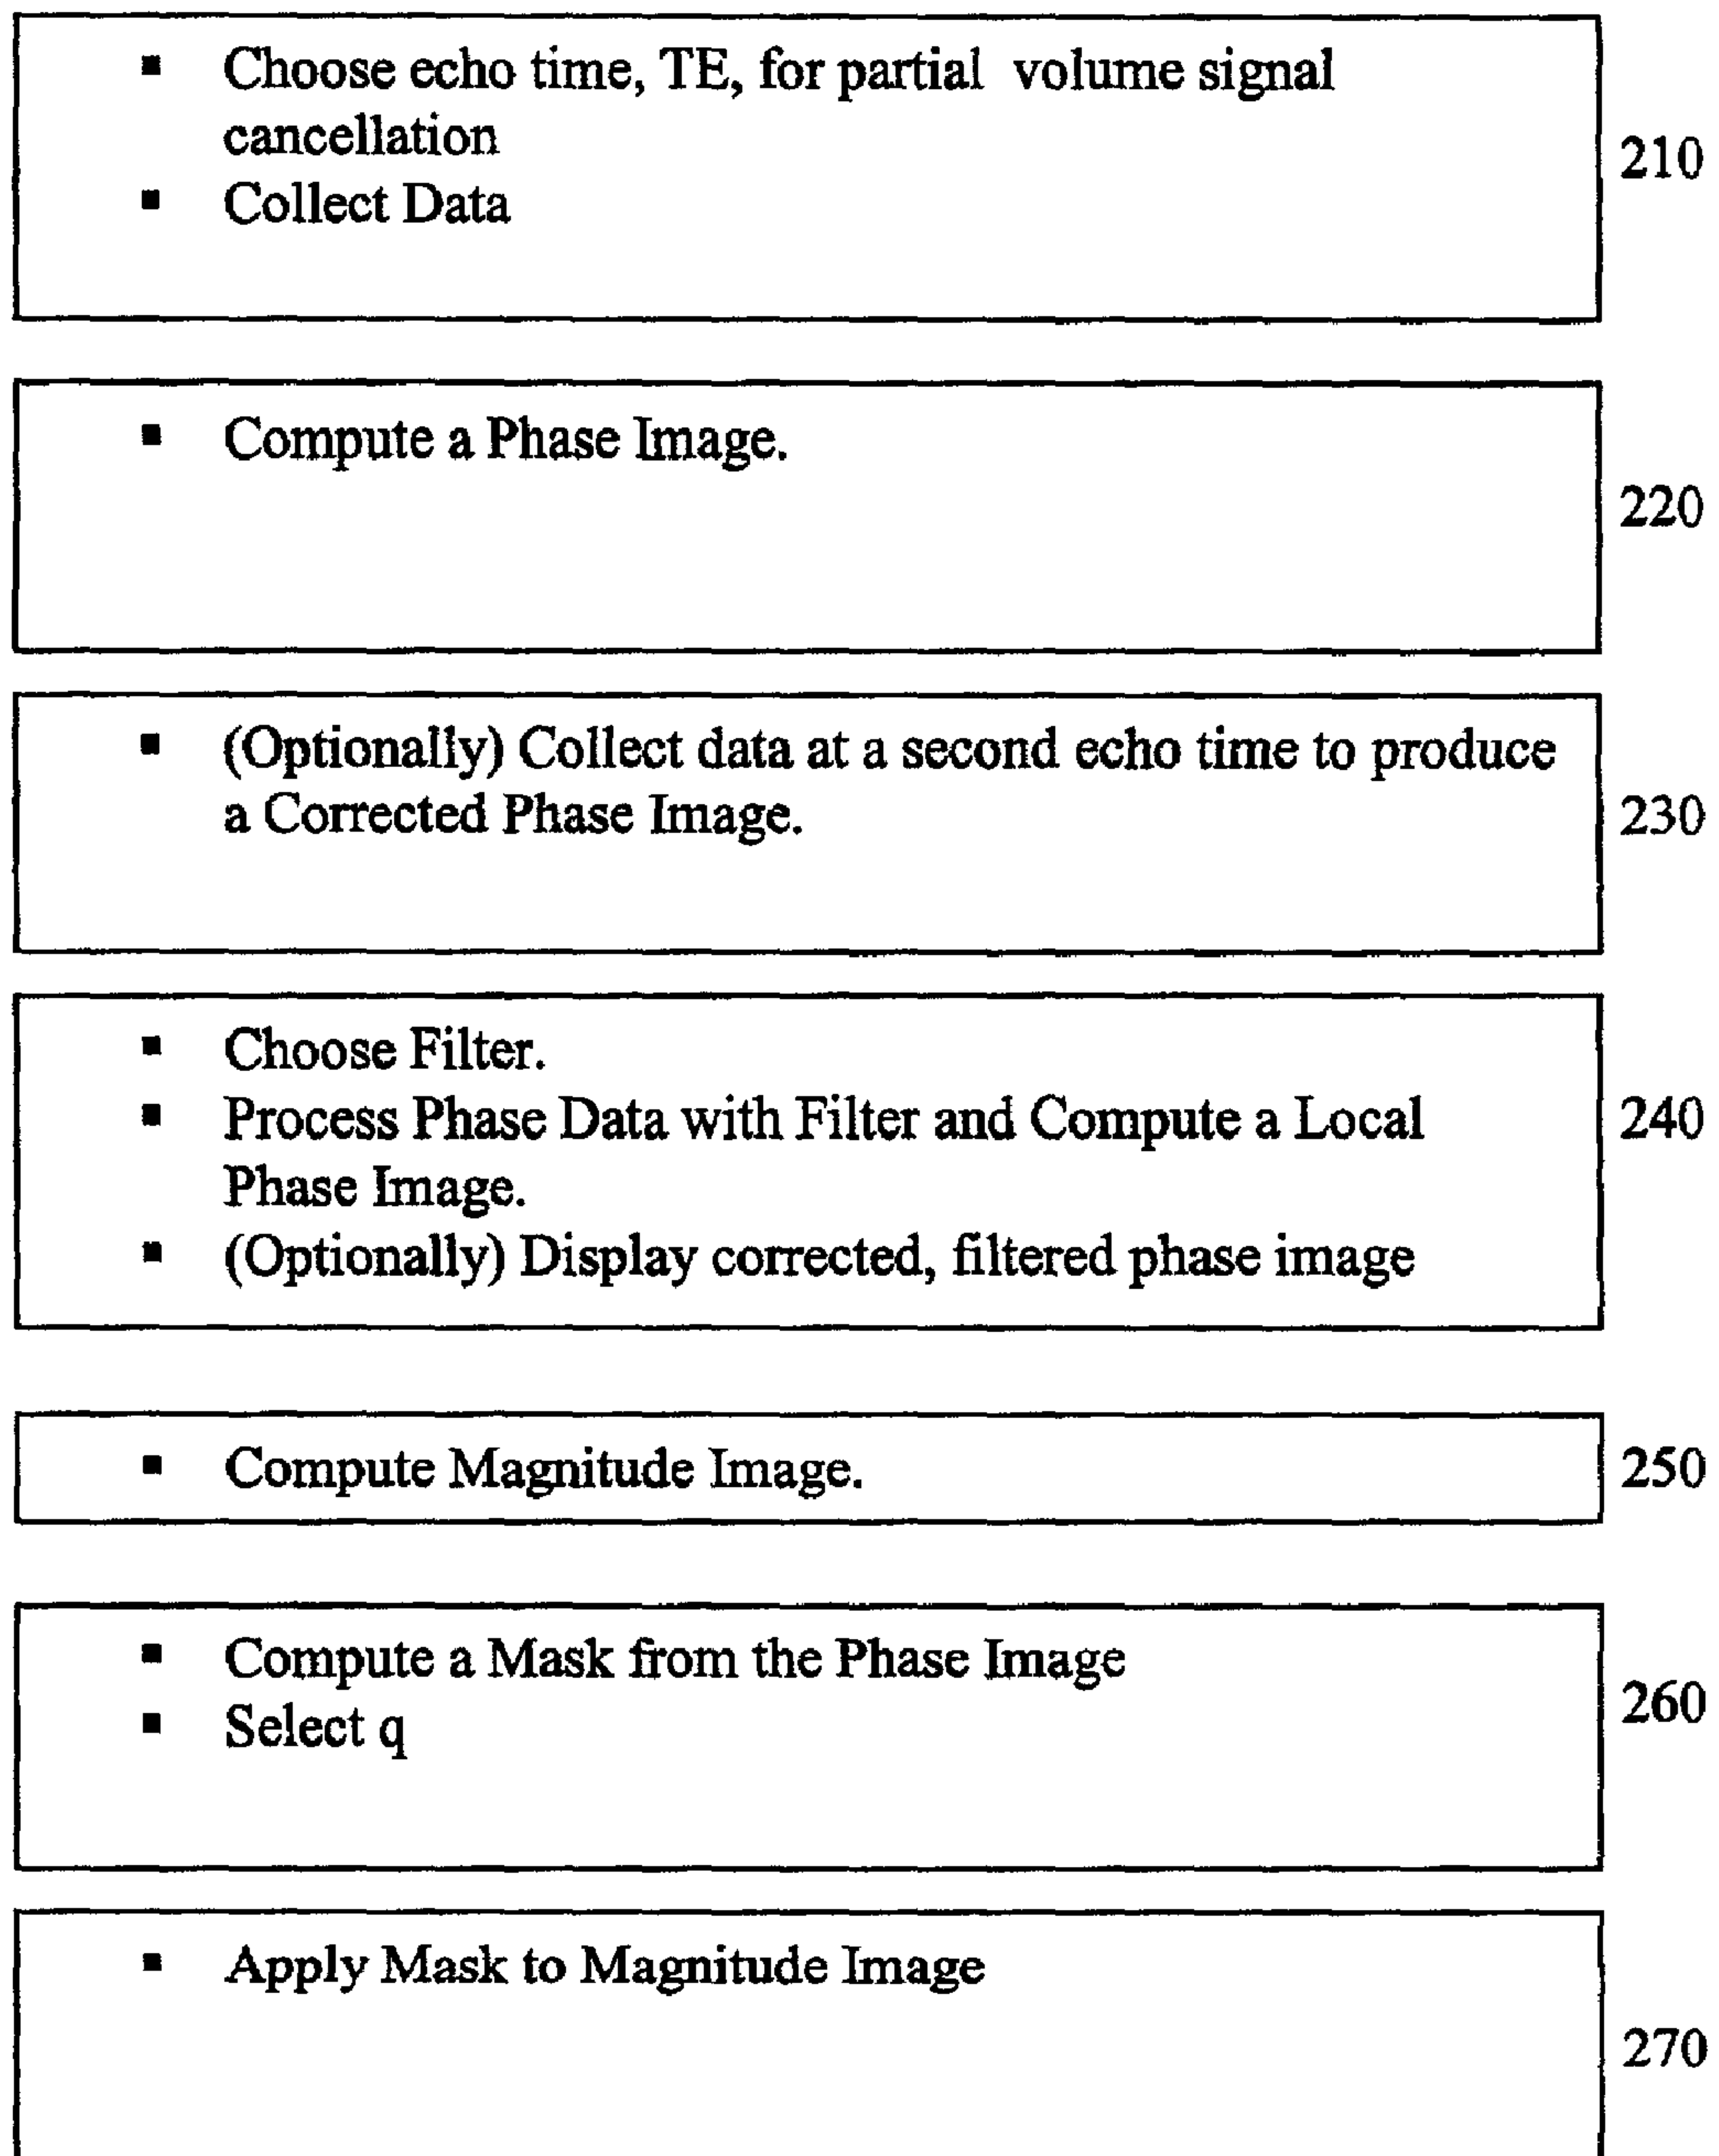 ▪ Choose echo time, TE, for partial volume signal
cancellation
▪ Collect Data
210
▪ Compute a Phase Image.
220
▪ (Optionally) Collect data at a second echo time to produce
a Corrected Phase Image.
230
▪ Choose Filter.
▪ Process Phase Data with Filter and Compute a Local
Phase Image.
▪ (Optionally) Display corrected, filtered phase image
240
▪ Compute Magnitude Image.
250
▪ Compute a Mask from the Phase Image
▪ Select q
260
▪ Apply Mask to Magnitude Image
270